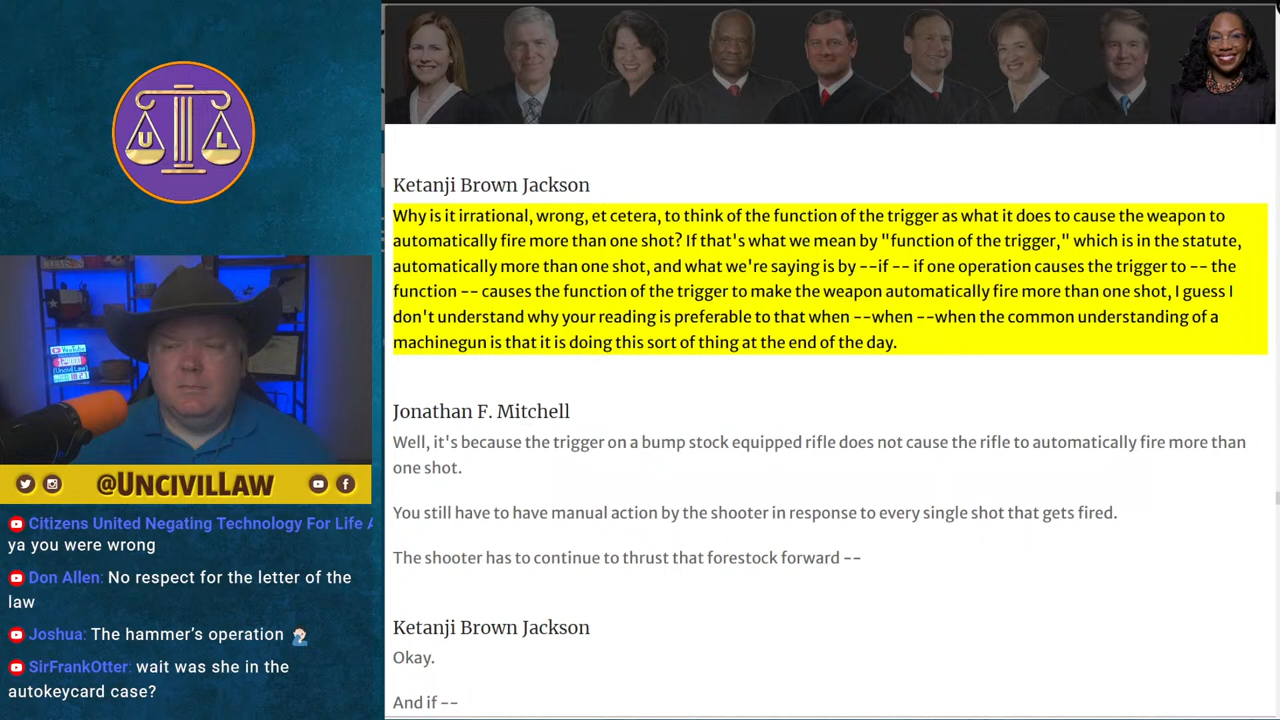 U L
YouTube
@UNCIVILLAW
Citizens United Negating Technology For Life A
ya you were wrong
Don Allen: No respect for the letter of the
law
Joshua: The hammer's operation
SirFrankOtter: wait was she in the
autokeycard case?
Ketanji Brown Jackson
Why is it irrational, wrong, et cetera, to think of the function of the trigger as what it does to cause the weapon to
automatically fire more than one shot? If that's what we mean by "function of the trigger," which is in the statute,
automatically more than one shot, and what we're saying is by --if -- if one operation causes the trigger to -- the
function -- causes the function of the trigger to make the weapon automatically fire more than one shot, I guess I
don't understand why your reading is preferable to that when --when --when the common understanding of a
machinegun is that it is doing this sort of thing at the end of the day.
Jonathan F. Mitchell
Well, it's because the trigger on a bump stock equipped rifle does not cause the rifle to automatically fire more than
one shot.
You still have to have manual action by the shooter in response to every single shot that gets fired.
The shooter has to continue to thrust that forestock forward --
Ketanji Brown Jackson
Okay.
And if --